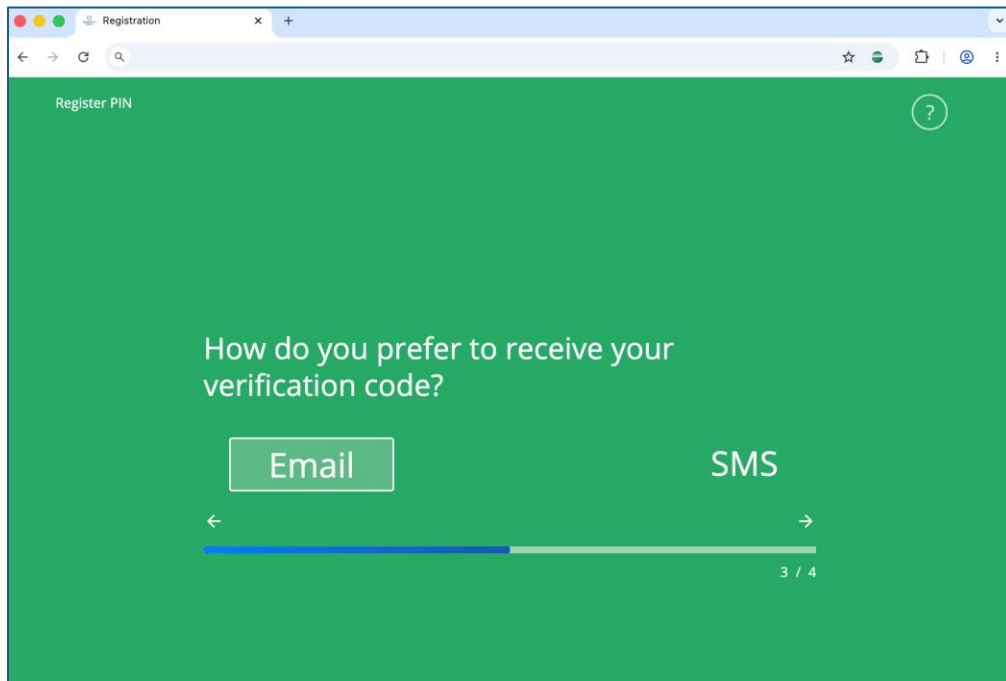 Registration
Register PIN
?
How do you prefer to receive your
verification code?
Email
SMS
3 / 4